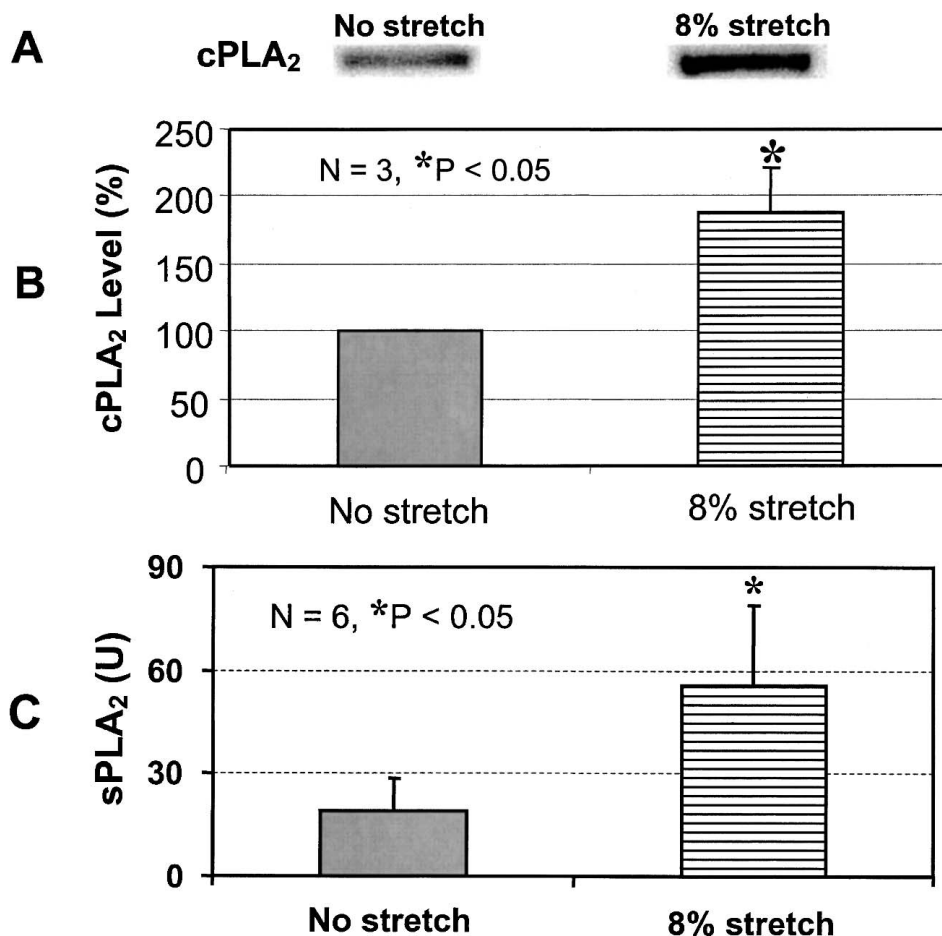 A
cPLA₂
No stretch
8% stretch
B
cPLA₂ Level (%)
250
200
150
100
50
0
N = 3, *P < 0.05
*
No stretch
8% stretch
C
sPLA₂ (U)
90
60
30
0
N = 6, *P < 0.05
*
No stretch
8% stretch